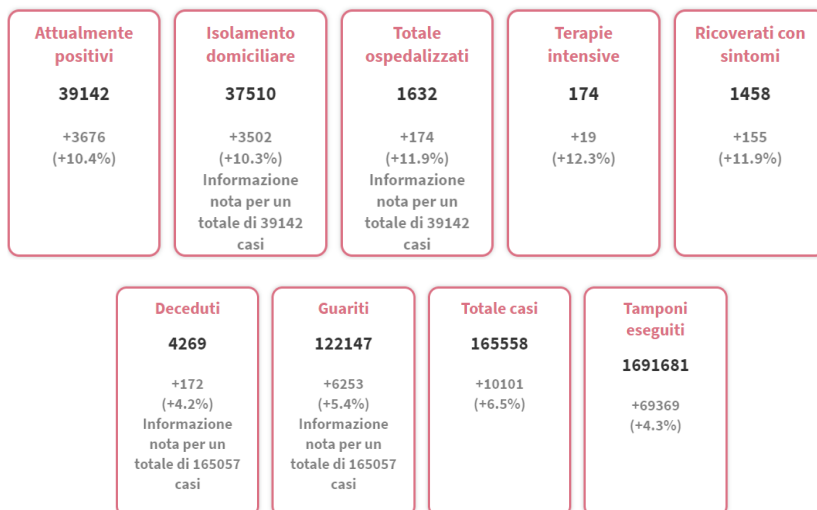 Attualmente
positivi
39142
+3676
(+10.4%)
Isolamento
domiciliare
37510
+3502
(+10.3%)
Informazione
nota per un
totale di 39142
casi
Totale
ospedalizzati
1632
+174
(+11.9%)
Informazione
nota per un
totale di 39142
casi
Terapie
intensive
174
+19
(+12.3%)
Ricoverati con
sintomi
1458
+155
(+11.9%)
Deceduti
4269
+172
(+4.2%)
Informazione
nota per un
totale di 165057
casi
Guariti
122147
+6253
(+5.4%)
Informazione
nota per un
totale di 165057
casi
Totale casi
165558
+10101
(+6.5%)
Tamponi
eseguiti
1691681
+69369
(+4.3%)